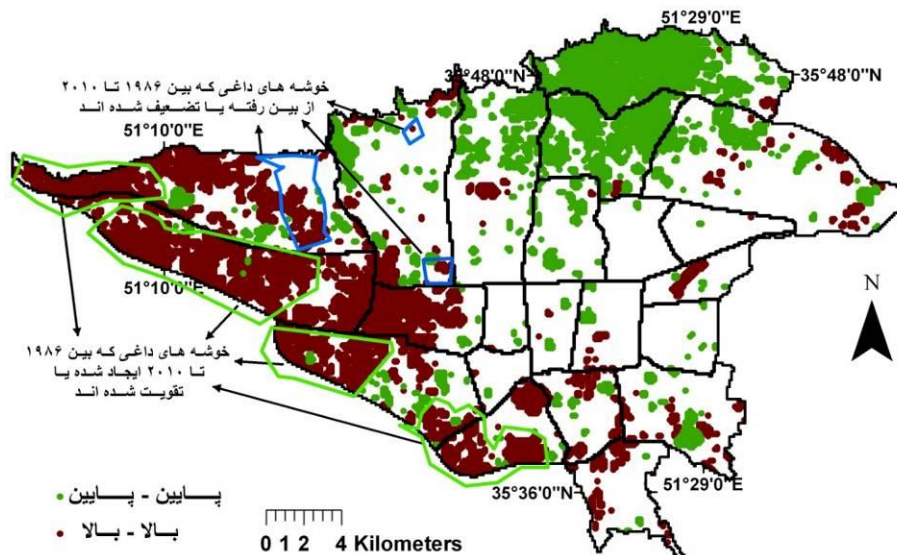 51°29'0"E
35°48'0"N
35°48'0"N
خوشه های داغی که بین ۱۹۸۶ تا ۲۰۱۰
از بین رفته یا تضعیف شده اند
51°10'0"E
51°10'0"E
N
خوشه های داغی که بین ۱۹۸۶
تا ۲۰۱۰ ایجاد شده یا
تقویت شده اند
51°29'0"E
35°36'0"N
پایین - پایین
بالا - بالا
0 1 2 4 Kilometers